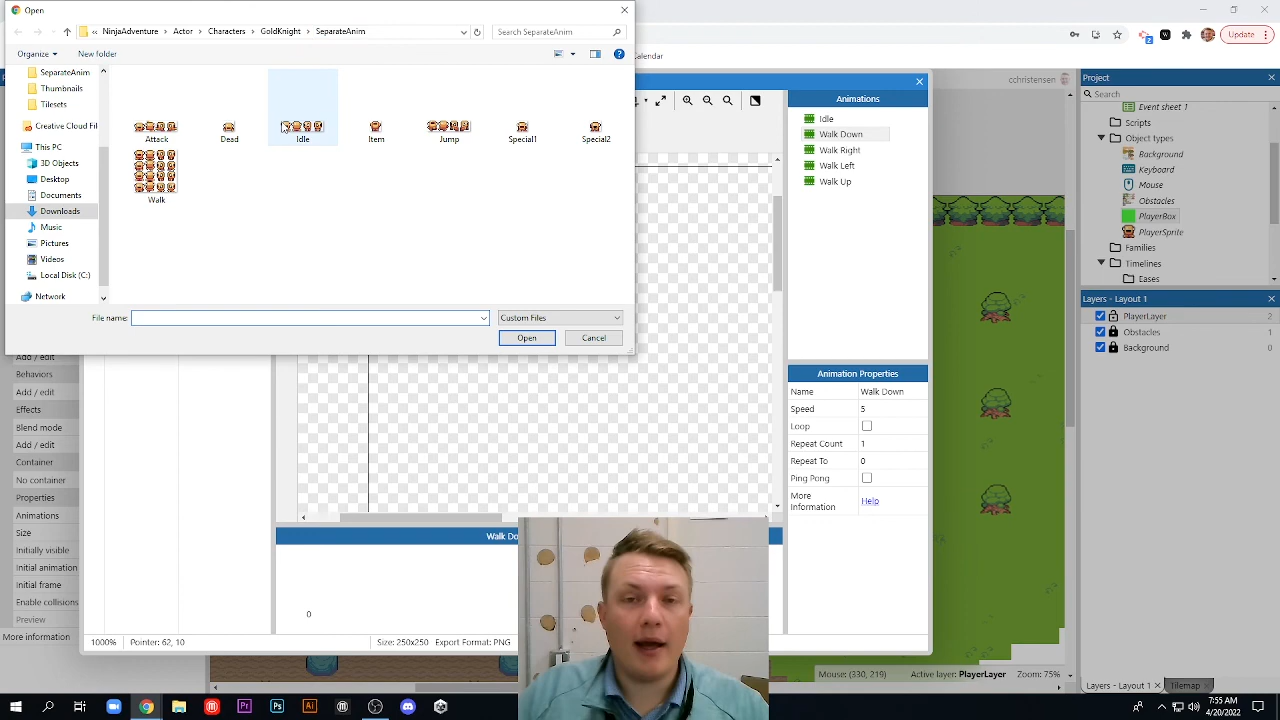 Open
NinjaAdventure
Actor
Characters
GoldKnight
SeparateAnim
Search SeparateAnim
Organize
New folder
SeparateAnim
Thumbnails
Tilesets
Creative Cloud Fil
This PC
3D Objects
Desktop
Documents
Downloads
Music
Pictures
Videos
Local Disk (C:)
Network
Attack
Dead
Idle
Item
Jump
Special1
Special2
Walk
File name:
Custom Files
Open
Cancel
Update
Calendar
cchristensen
Animations
Idle
Walk Down
Walk Right
Walk Left
Walk Up
Animation Properties
Name Walk Down
Speed 5
Loop
Repeat Count 1
Repeat To 0
Ping Pong
More Information Help
Add / edit
Behaviors
Add / edit
Effects
Blend mode
Add / edit
Container
No container
Properties
Animations
Size
Initially visible
Initial animation
Initial frame
Enable collisions
Preview
More information
0
1000% Pointer: 62, 10
Size: 250x250 Export Format: PNG
Project
Search
Event sheet 1
Scripts
Object types
Background
Keyboard
Mouse
Obstacles
PlayerBox
PlayerSprite
Families
Timelines
Eases
Layers - Layout 1
PlayerLayer 2
Obstacles 1
Background 0
Mouse: (330, 219) Active layer: PlayerLayer Zoom: 75%
Layers - Layout 1
Tilemap
7:55 AM
4/20/2022